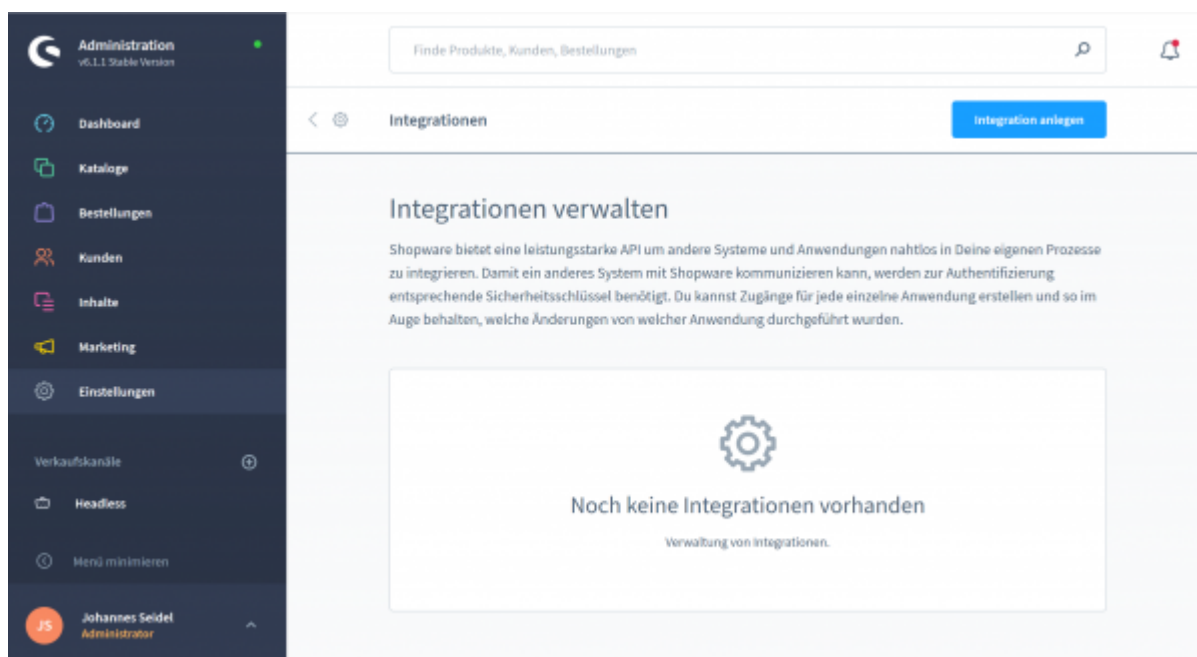 Administration
v6.1.1 Stable Version
Dashboard
Kataloge
Bestellungen
Kunden
Inhalte
Marketing
Einstellungen
Verkaufskanäle
Headless
Menü minimieren
JS
Johannes Seidel
Administrator
Finde Produkte, Kunden, Bestellungen
Integrationen
Integration anlegen
Integrationen verwalten
Shopware bietet eine leistungsstarke API um andere Systeme und Anwendungen nahtlos in Deine eigenen Prozesse
zu integrieren. Damit ein anderes System mit Shopware kommunizieren kann, werden zur Authentifizierung
entsprechende Sicherheitsschlüssel benötigt. Du kannst Zugänge für jede einzelne Anwendung erstellen und so im
Auge behalten, welche Änderungen von welcher Anwendung durchgeführt wurden.
Noch keine Integrationen vorhanden
Verwaltung von Integrationen.